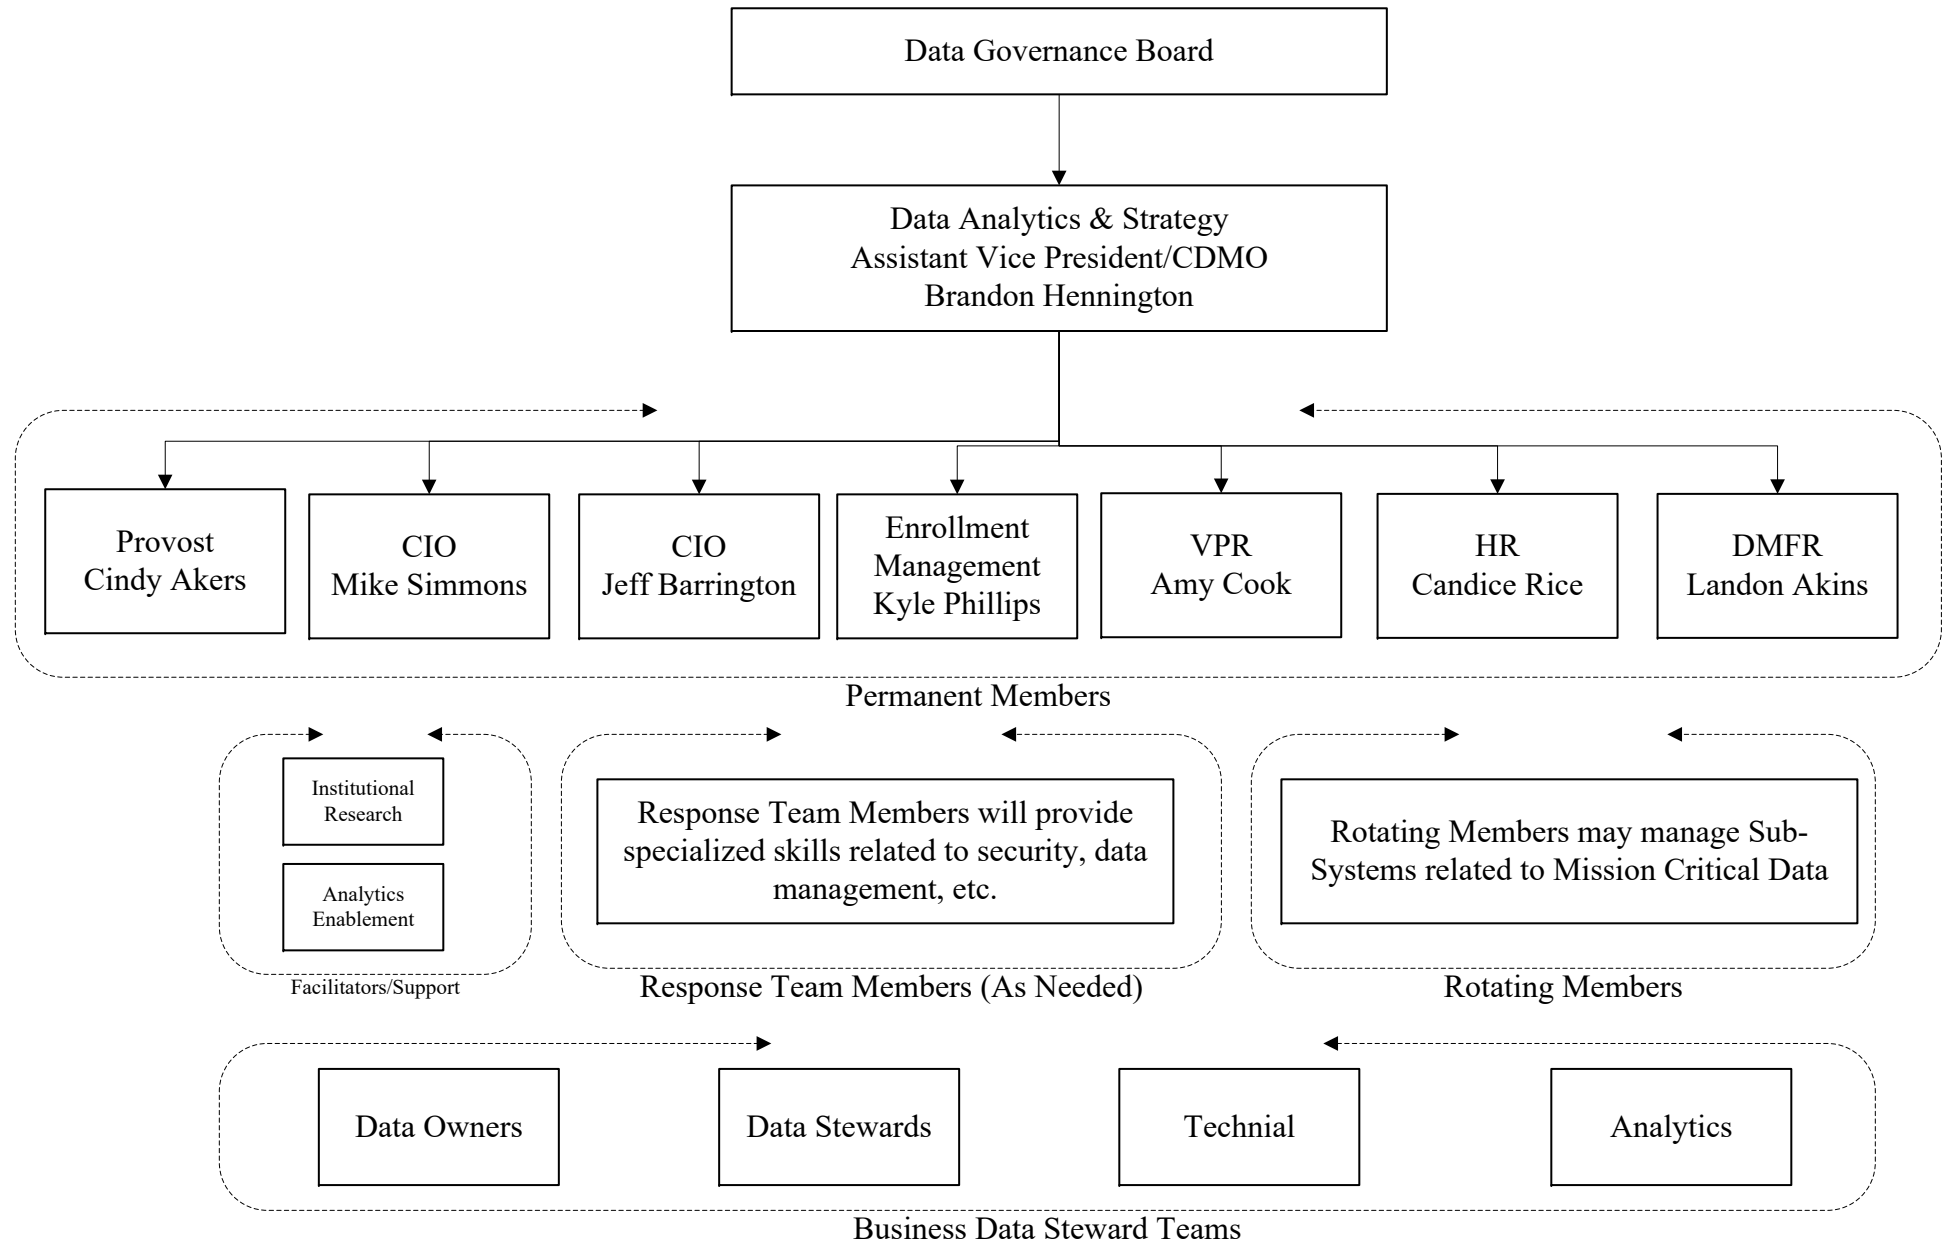 Data Governance Board
Data Analytics & Strategy
Assistant Vice President/CDMO
Brandon Hennington
Provost
Cindy Akers
CIO
Mike Simmons
CIO
Jeff Barrington
Enrollment
Management
Kyle Phillips
VPR
Amy Cook
HR
Candice Rice
DMFR
Landon Akins
Permanent Members
Institutional
Research
Analytics
Enablement
Facilitators/Support
Response Team Members will provide
specialized skills related to security, data
management, etc.
Response Team Members (As Needed)
Rotating Members may manage Sub-
Systems related to Mission Critical Data
Rotating Members
Data Owners
Data Stewards
Technial
Analytics
Business Data Steward Teams